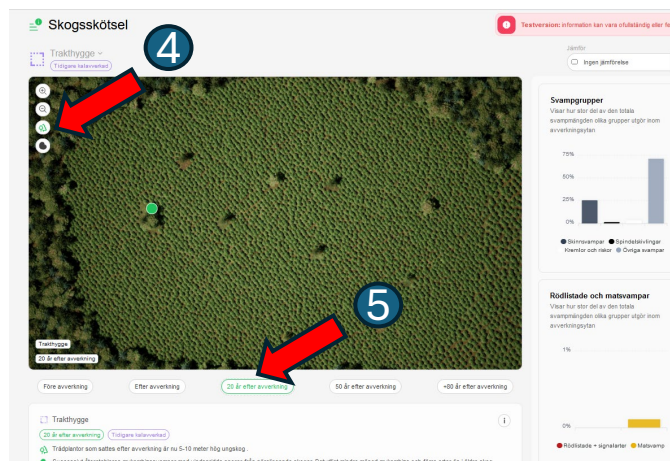 Skogsskötsel
Testversion: information kan vara ofullständig eller
Trakthygge
Tidigare kalavverkad
4
Jämför
Ingen jämförelse
Svampgrupper
Visar hur stor del av den totala
svampmängden olika grupper utgör inom
avverkningsytan
75%
50%
25%
0%
Skinnsvampar Spindelskivlingar
Kremlor och riskor Övriga svampar
5
Trakthygge
20 år efter avverkning
Före avverkning Efter avverkning 20 år efter avverkning 50 år efter avverkning +80 år efter avverkning
Rödlistade och matsvampar
Visar hur stor del av den totala
svampmängden olika grupper utgör inom
avverkningsytan
1%
0%
Rödlistade + signalarter Matsvamp
Trakthygge
i
20 år efter avverkning Tidigare kalavverkad
Trädplantor som sattes efter avverkning är nu 5-10 meter hög ungskog.